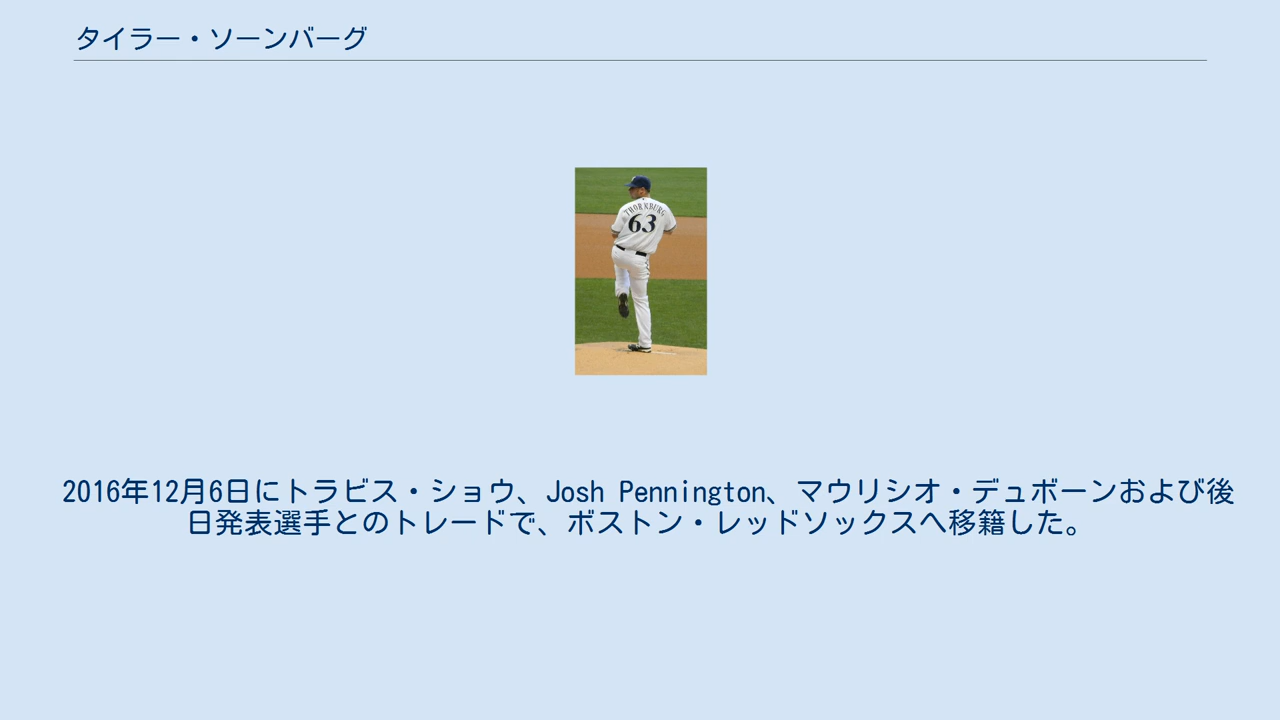 タイラー・ソーンバーグ
THORNBURG
63
2016年12月6日にトラビス・ショウ、Josh Pennington、マウリシオ・デュボーンおよび後
日発表選手とのトレードで、ボストン・レッドソックスへ移籍した。